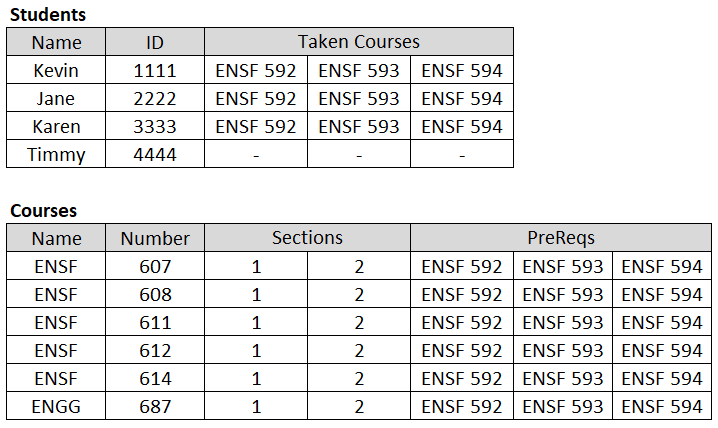 Students
Name ID Taken Courses
Kevin 1111 ENSF 592 ENSF 593 ENSF 594
Jane 2222 ENSF 592 ENSF 593 ENSF 594
Karen 3333 ENSF 592 ENSF 593 ENSF 594
Timmy 4444 - - -
Courses
Name Number Sections PreReqs
ENSF 607 1 2 ENSF 592 ENSF 593 ENSF 594
ENSF 608 1 2 ENSF 592 ENSF 593 ENSF 594
ENSF 611 1 2 ENSF 592 ENSF 593 ENSF 594
ENSF 612 1 2 ENSF 592 ENSF 593 ENSF 594
ENSF 614 1 2 ENSF 592 ENSF 593 ENSF 594
ENGG 687 1 2 ENSF 592 ENSF 593 ENSF 594